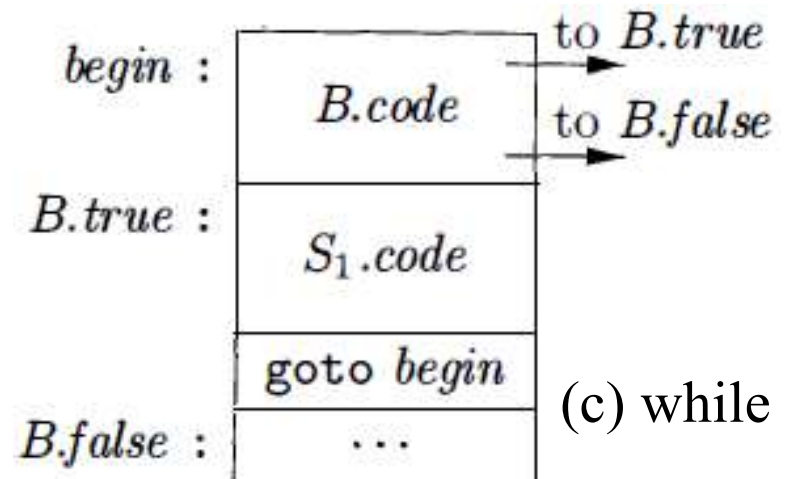 to B.true
begin :
B.code
to B.false
B.true :
S₁.code
goto begin
(c) while
B.false :
...